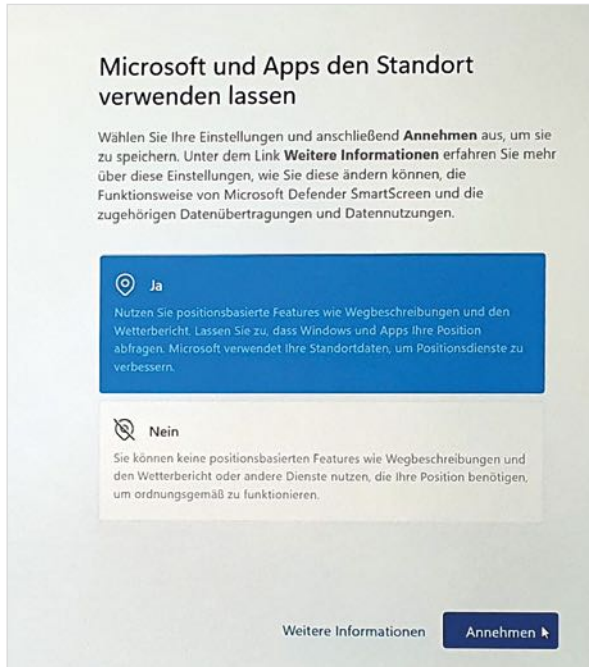 Microsoft und Apps den Standort
verwenden lassen
Wählen Sie Ihre Einstellungen und anschließend Annehmen aus, um sie
zu speichern. Unter dem Link Weitere Informationen erfahren Sie mehr
über diese Einstellungen, wie Sie diese ändern können, die
Funktionsweise von Microsoft Defender SmartScreen und die
zugehörigen Datenübertragungen und Datennutzungen.
Ja
Nutzen Sie positionsbasierte Features wie Wegbeschreibungen und den
Wetterbericht. Lassen Sie zu, dass Windows und Apps Ihre Position
abfragen. Microsoft verwendet Ihre Standortdaten, um Positionsdienste zu
verbessern.
Nein
Sie können keine positionsbasierten Features wie Wegbeschreibungen und
den Wetterbericht oder andere Dienste nutzen, die Ihre Position benötigen,
um ordnungsgemäß zu funktionieren.
Weitere Informationen
Annehmen